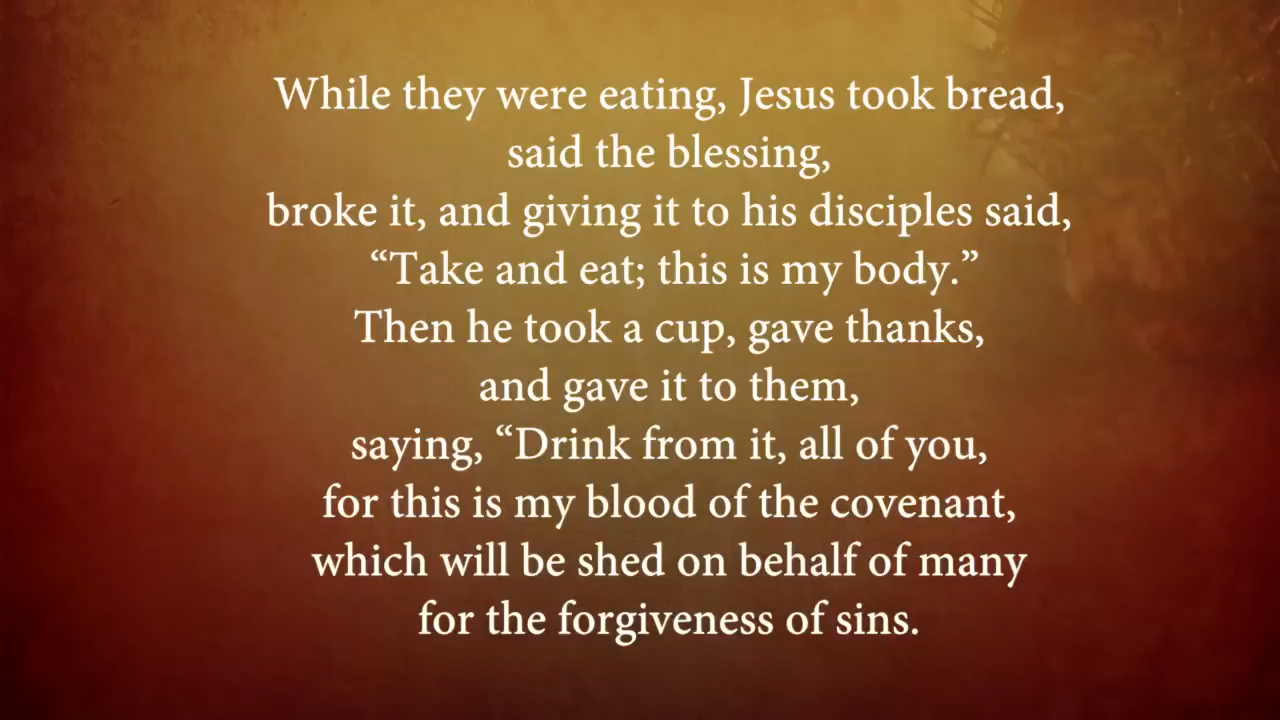 While they were eating, Jesus took bread,
said the blessing,
broke it, and giving it to his disciples said,
“Take and eat; this is my body.”
Then he took a cup, gave thanks,
and gave it to them,
saying, “Drink from it, all of you,
for this is my blood of the covenant,
which will be shed on behalf of many
for the forgiveness of sins.